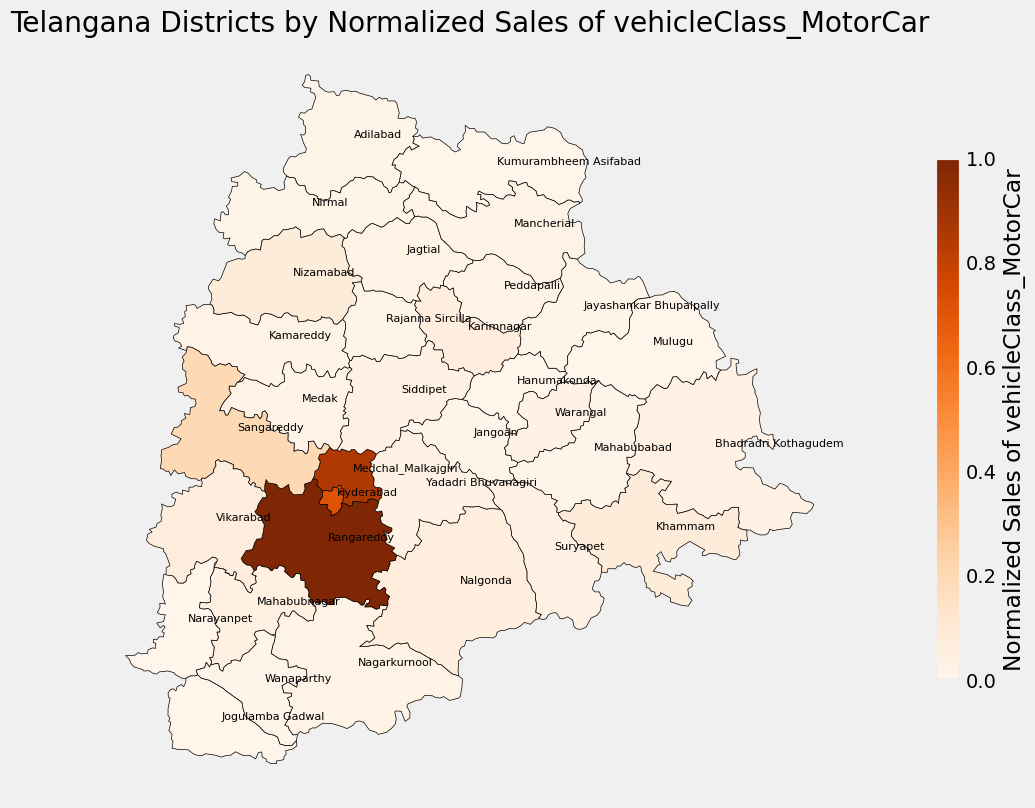 Telangana Districts by Normalized Sales of vehicleClass_MotorCar
Adilabad
Kumurambheem Asifabad
Nirmal
Mancherial
Jagtial
Nizamabad
Peddapalli
Jayashankar Bhupalpally
Rajanna Sircilla
Karimnagar
Kamareddy
Mulugu
Hanumakonda
Siddipet
Medak
Warangal
Sangareddy
Jangoan
Bhadradri Kothagudem
Mahabubabad
Medchal_Malkajgiri
Yadadri Bhuvanagiri
Hyderabad
Vikarabad
Khammam
Rangareddy
Suryapet
Nalgonda
Mahabubnagar
Narayanpet
Nagarkurnool
Wanaparthy
Jogulamba Gadwal
1.0
0.8
0.6
0.4
0.2
0.0
Normalized Sales of vehicleClass_MotorCar